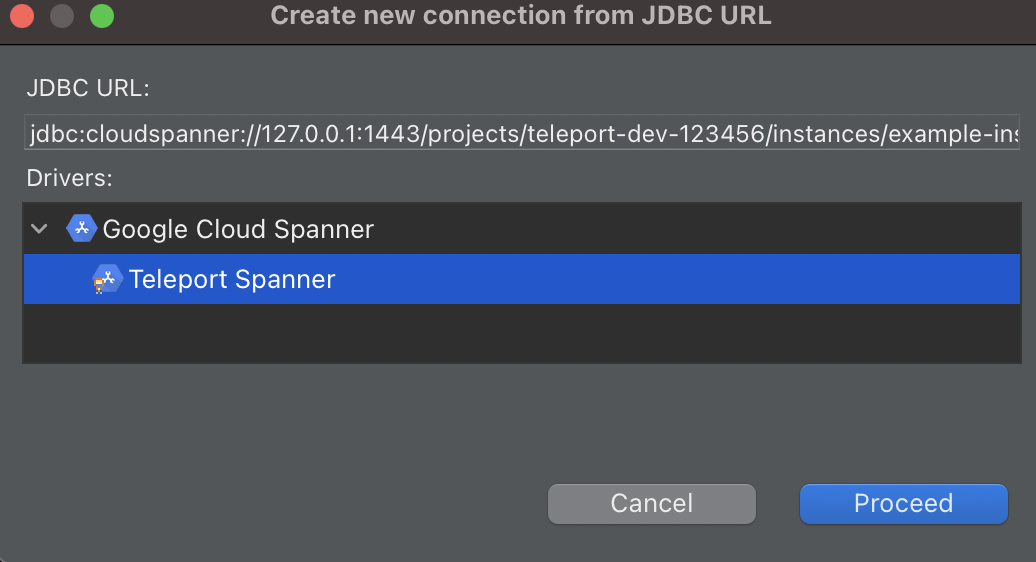 Create new connection from JDBC URL
JDBC URL:
jdbc:cloudspanner://127.0.0.1:1443/projects/teleport-dev-123456/instances/example-ins
Drivers:
Google Cloud Spanner
Teleport Spanner
Cancel
Proceed